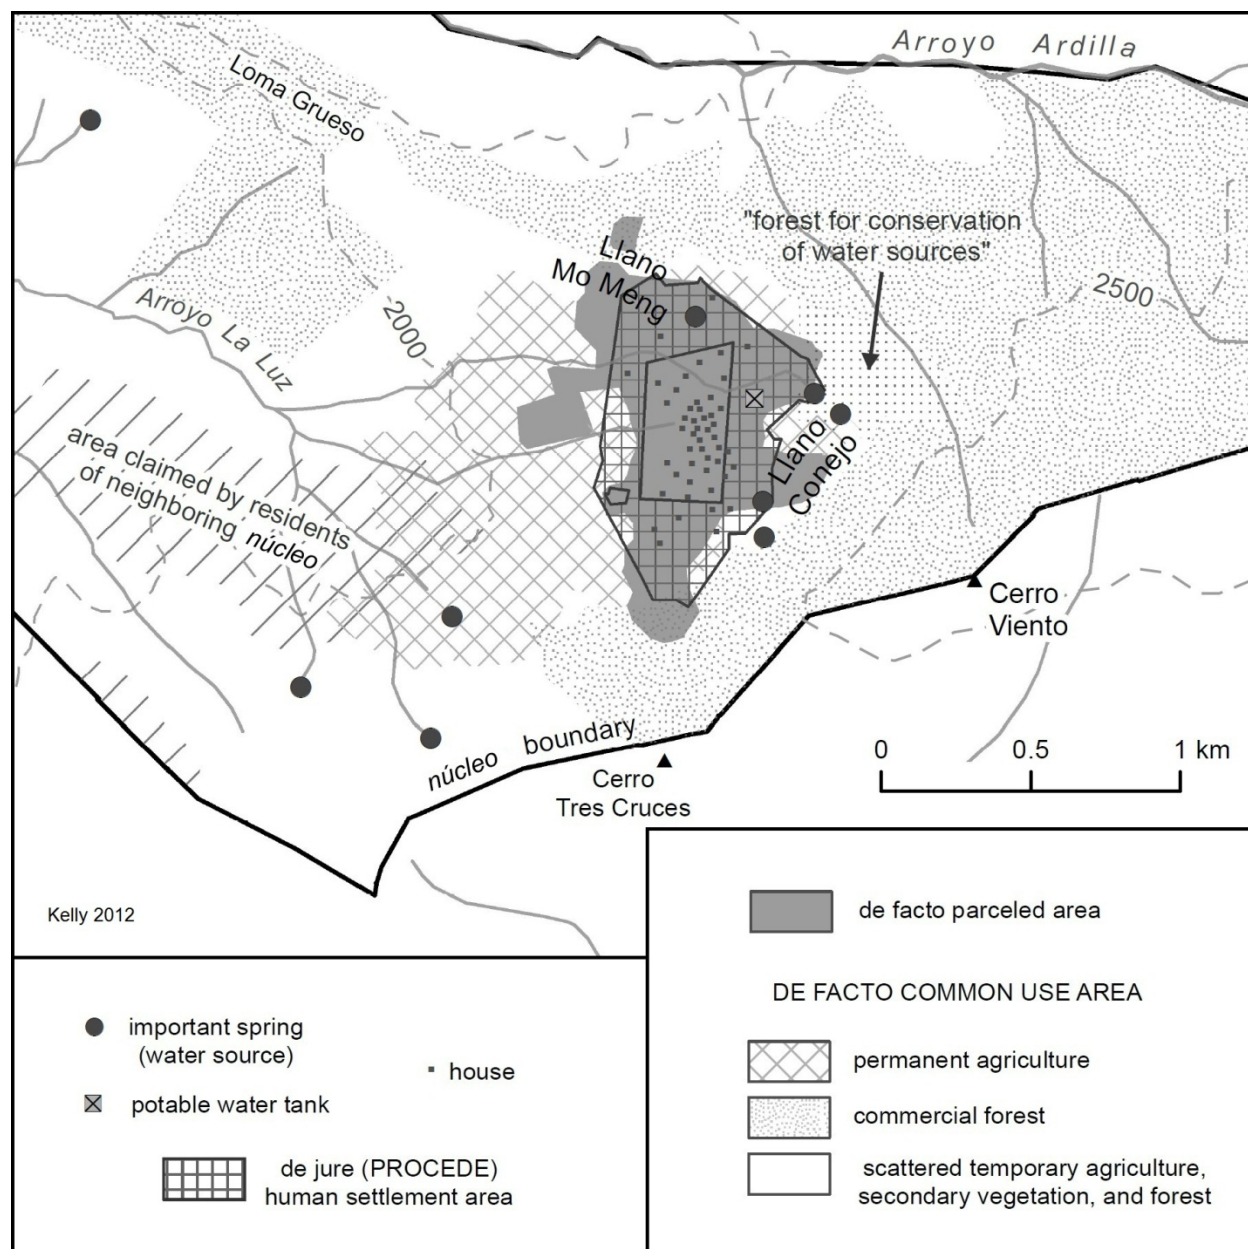 Arroyo Ardilla
Loma Grueso
"forest for conservation
of water sources"
Llano
Mo Meng
2500
2000
Arroyo La Luz
area claimed by residents
of neighboring núcleo
Llano
Conejo
Cerro
Viento
núcleo boundary
0 0.5 1 km
Cerro
Tres Cruces
Kelly 2012
important spring
(water source)
house
potable water tank
de jure (PROCEDE)
human settlement area
de facto parceled area
DE FACTO COMMON USE AREA
permanent agriculture
commercial forest
scattered temporary agriculture,
secondary vegetation, and forest